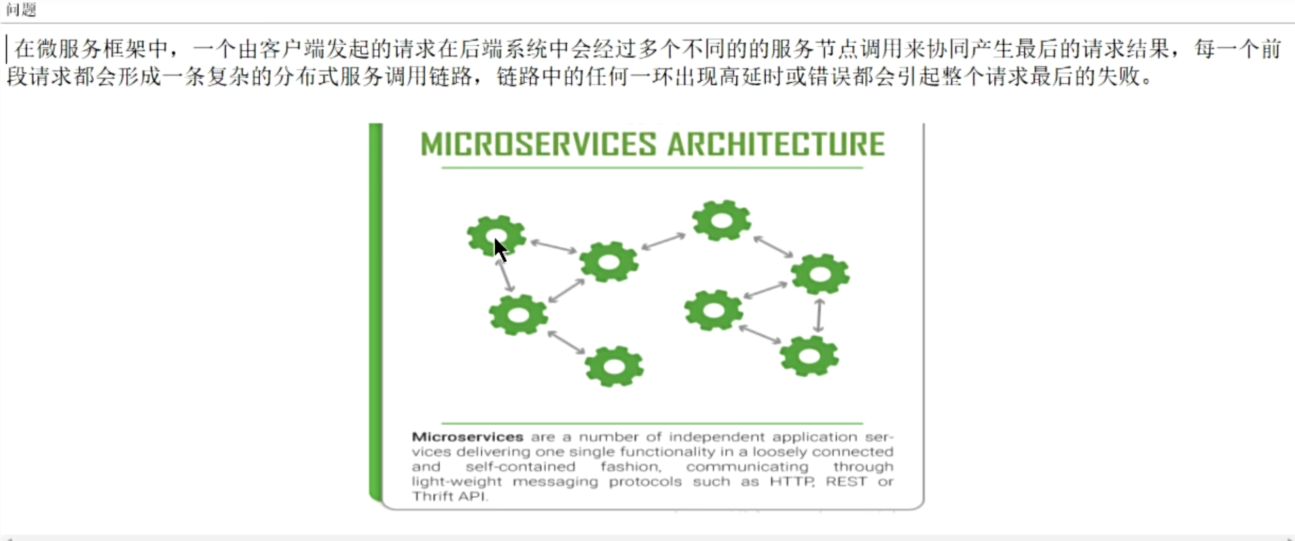 问题
在微服务框架中，一个由客户端发起的请求在后端系统中会经过多个不同的的服务节点调用来协同产生最后的请求结果，每一个前
段请求都会形成一条复杂的分布式服务调用链路，链路中的任何一环出现高延时或错误都会引起整个请求最后的失败。
MICROSERVICES ARCHITECTURE
Microservices are a number of independent application ser-
vices delivering one single functionality in a loosely connected
and self-contained fashion, communicating through
light-weight messaging protocols such as HTTP, REST or
Thrift API.